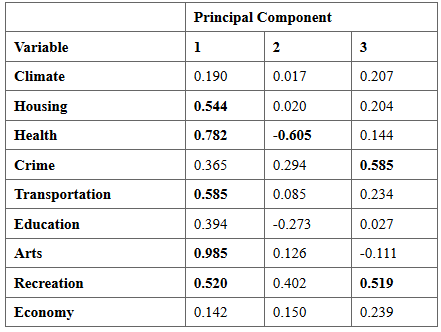 Principal Component
Variable 1 2 3
Climate 0.190 0.017 0.207
Housing 0.544 0.020 0.204
Health 0.782 -0.605 0.144
Crime 0.365 0.294 0.585
Transportation 0.585 0.085 0.234
Education 0.394 -0.273 0.027
Arts 0.985 0.126 -0.111
Recreation 0.520 0.402 0.519
Economy 0.142 0.150 0.239